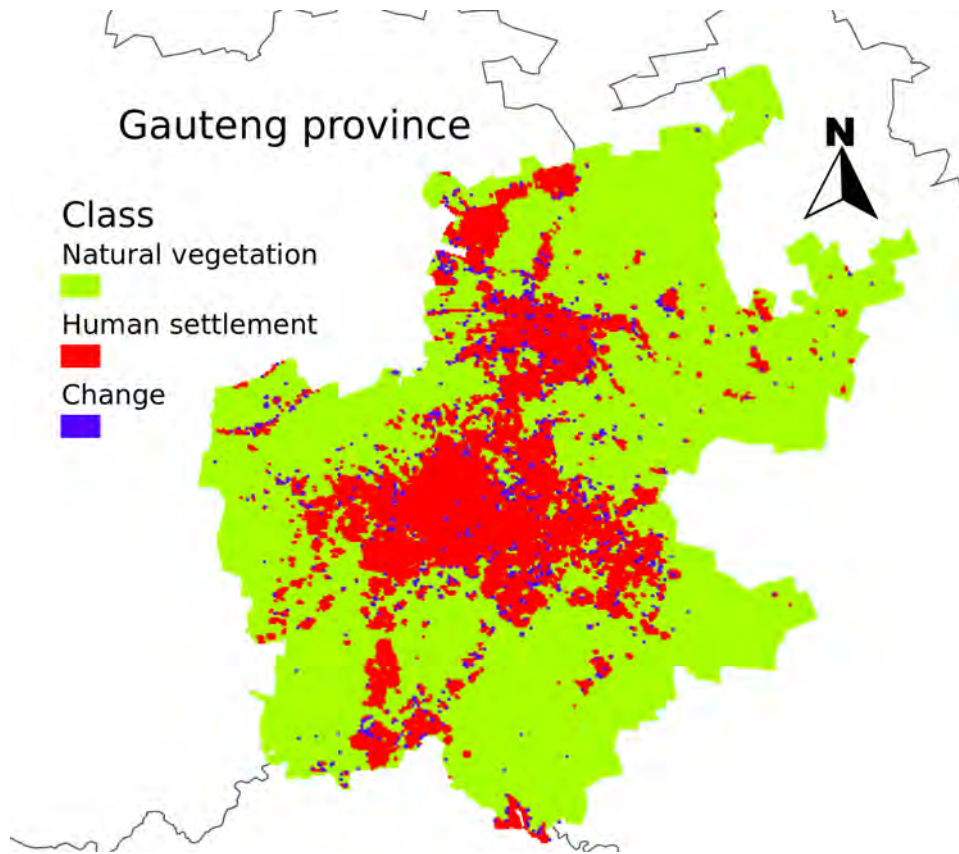 Gauteng province
N
Class
Natural vegetation
Human settlement
Change